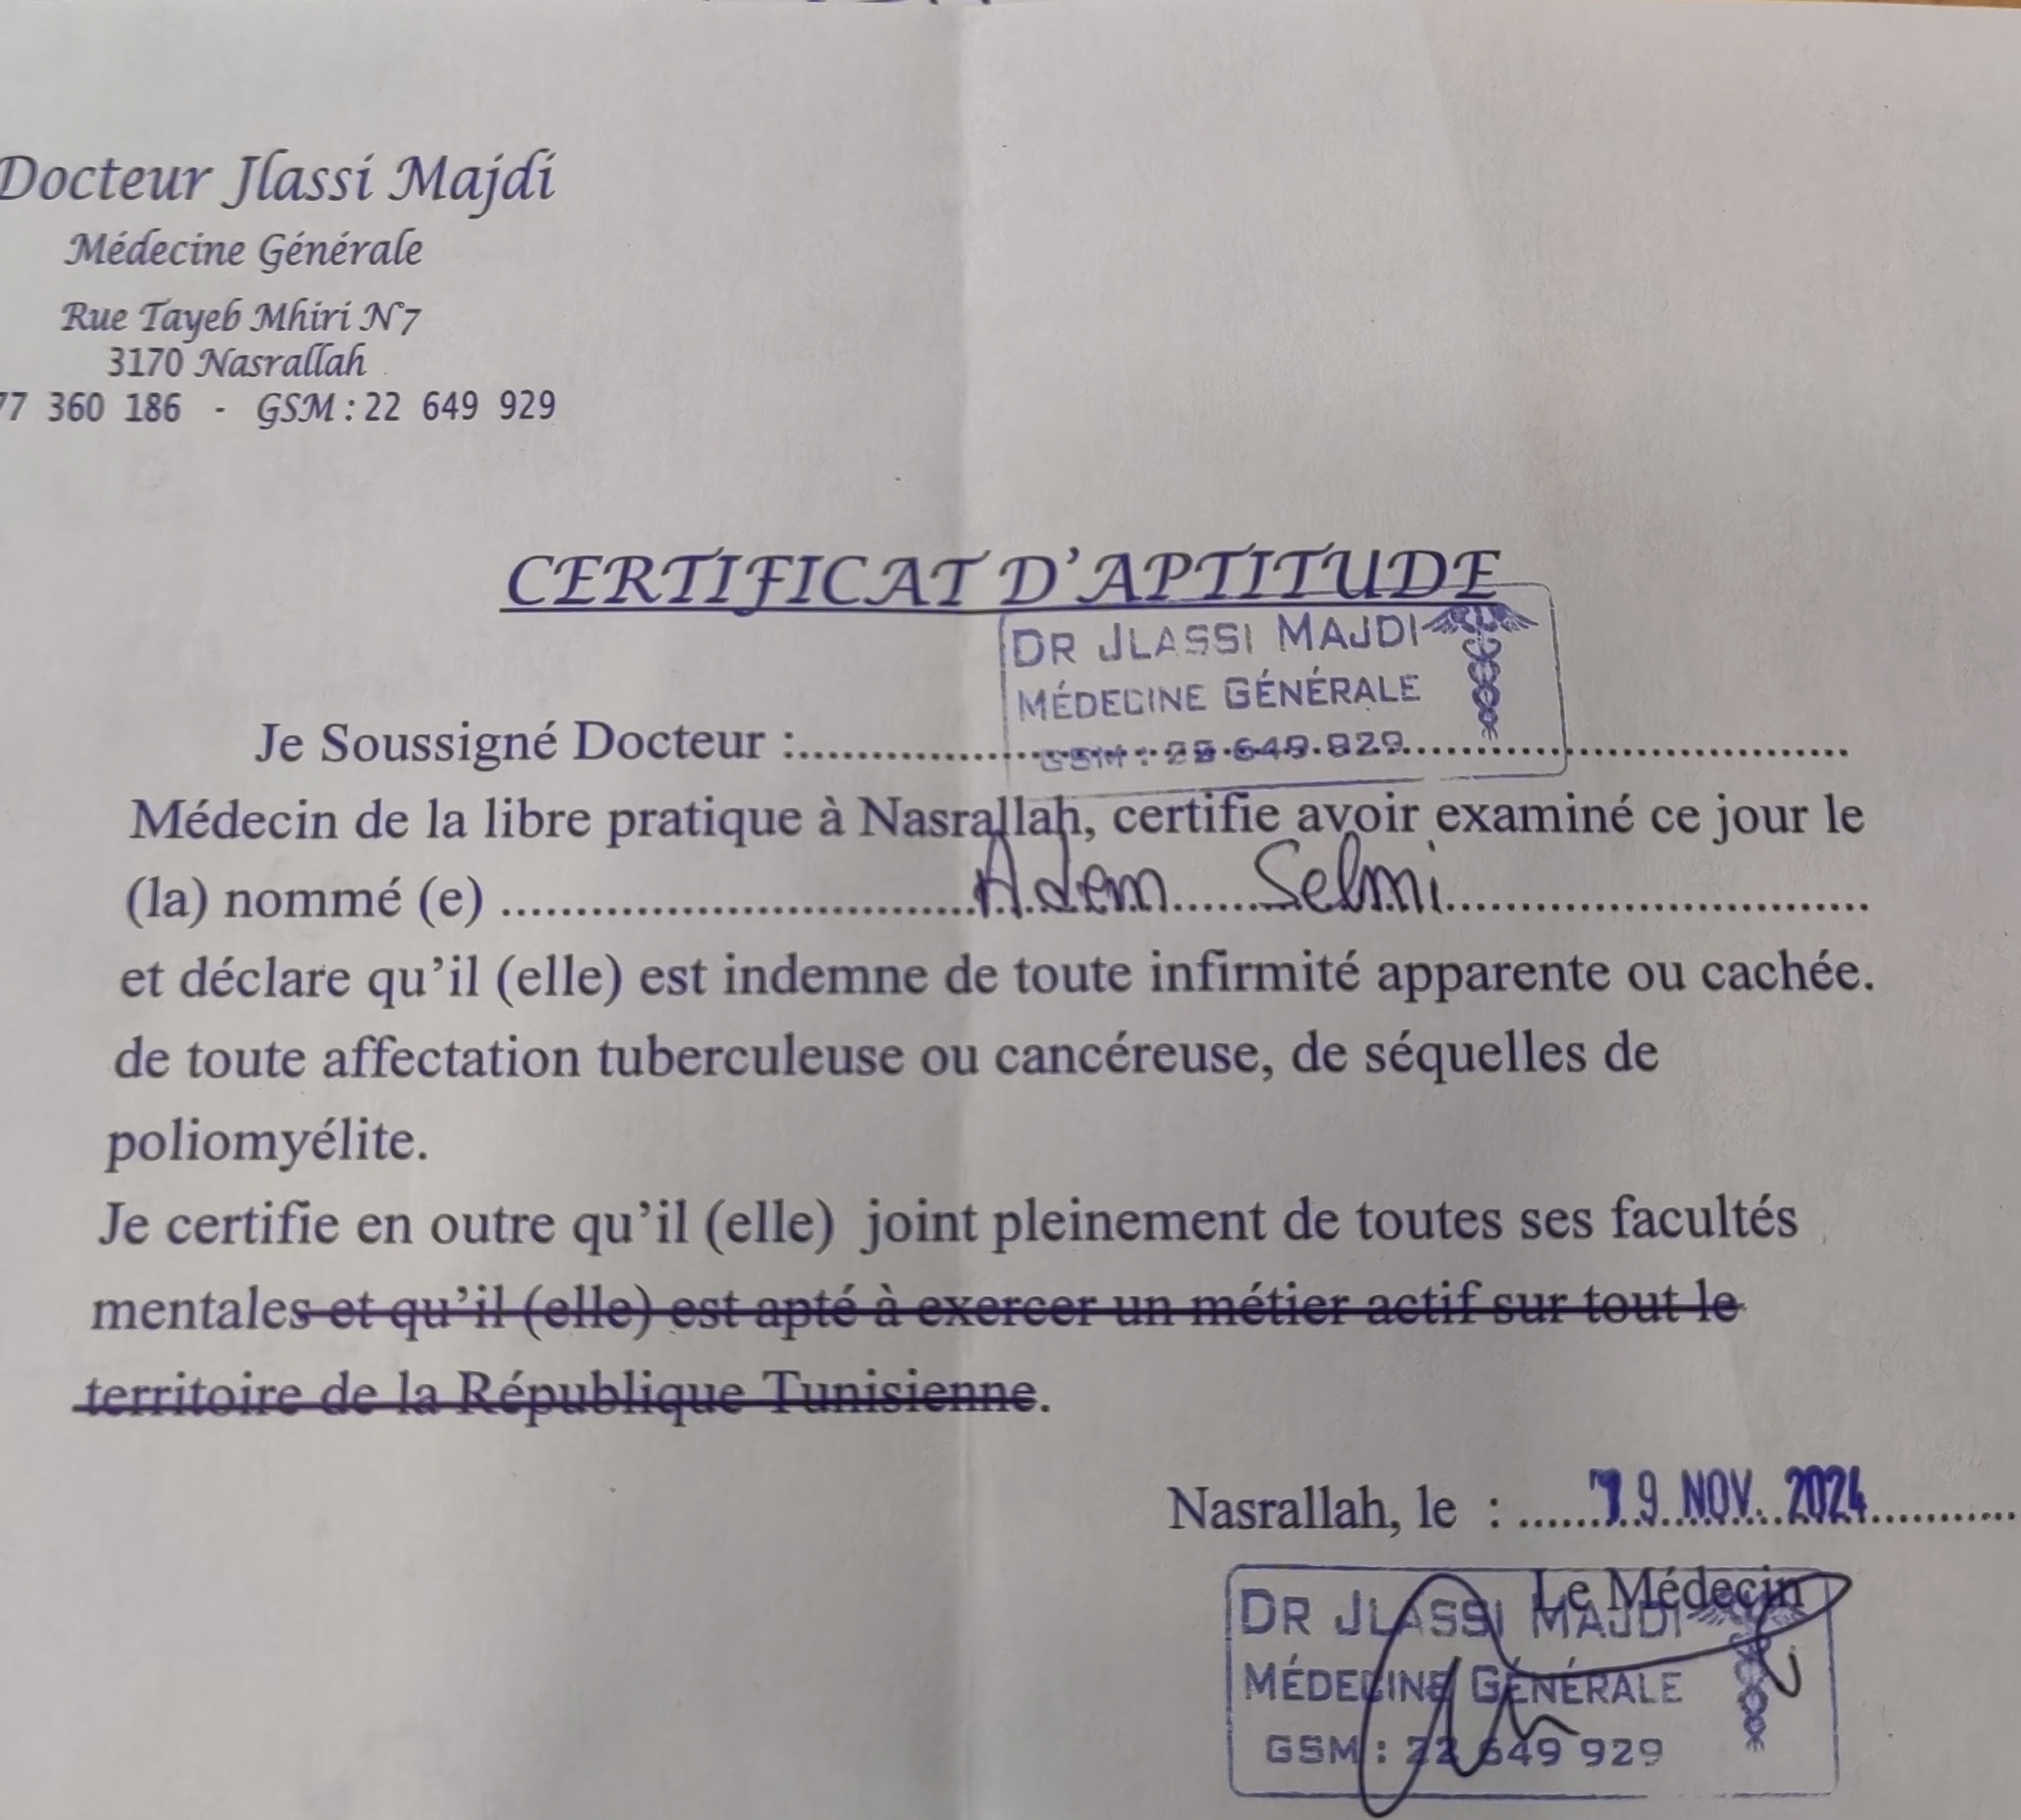 Docteur Jlassi Majdi
Médecine Générale
Rue Tayeb Mhiri N°7
3170 Nasrallah
77 360 186 - GSM : 22 649 929
CERTIFICAT D'APTITUDE
DR JLASSI MAJDI
MÉDECINE GÉNÉRALE
GSM : 22 649 929
Je Soussigné Docteur :
Médecin de la libre pratique à Nasrallah, certifie avoir examiné ce jour le
(la) nommé (e) Adem Selmi
et déclare qu'il (elle) est indemne de toute infirmité apparente ou cachée.
de toute affectation tuberculeuse ou cancéreuse, de séquelles de
poliomyélite.
Je certifie en outre qu'il (elle) joint pleinement de toutes ses facultés
mentales et qu'il (elle) est apté à exercer un métier actif sur tout le
territoire de la République Tunisienne.
Nasrallah, le : 19 NOV. 2024
Le Médecin
DR JLASSI MAJDI
MÉDECINE GÉNÉRALE
GSM : 22 649 929